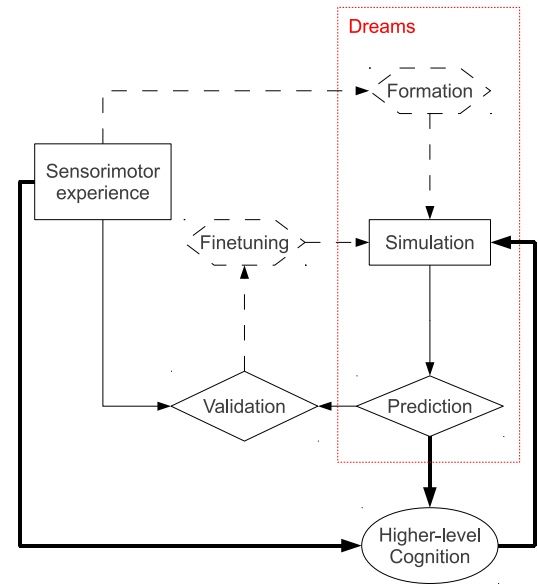 Dreams
Formation
Sensorimotor
experience
Finetuning
Simulation
Validation
Prediction
Higher-level
Cognition